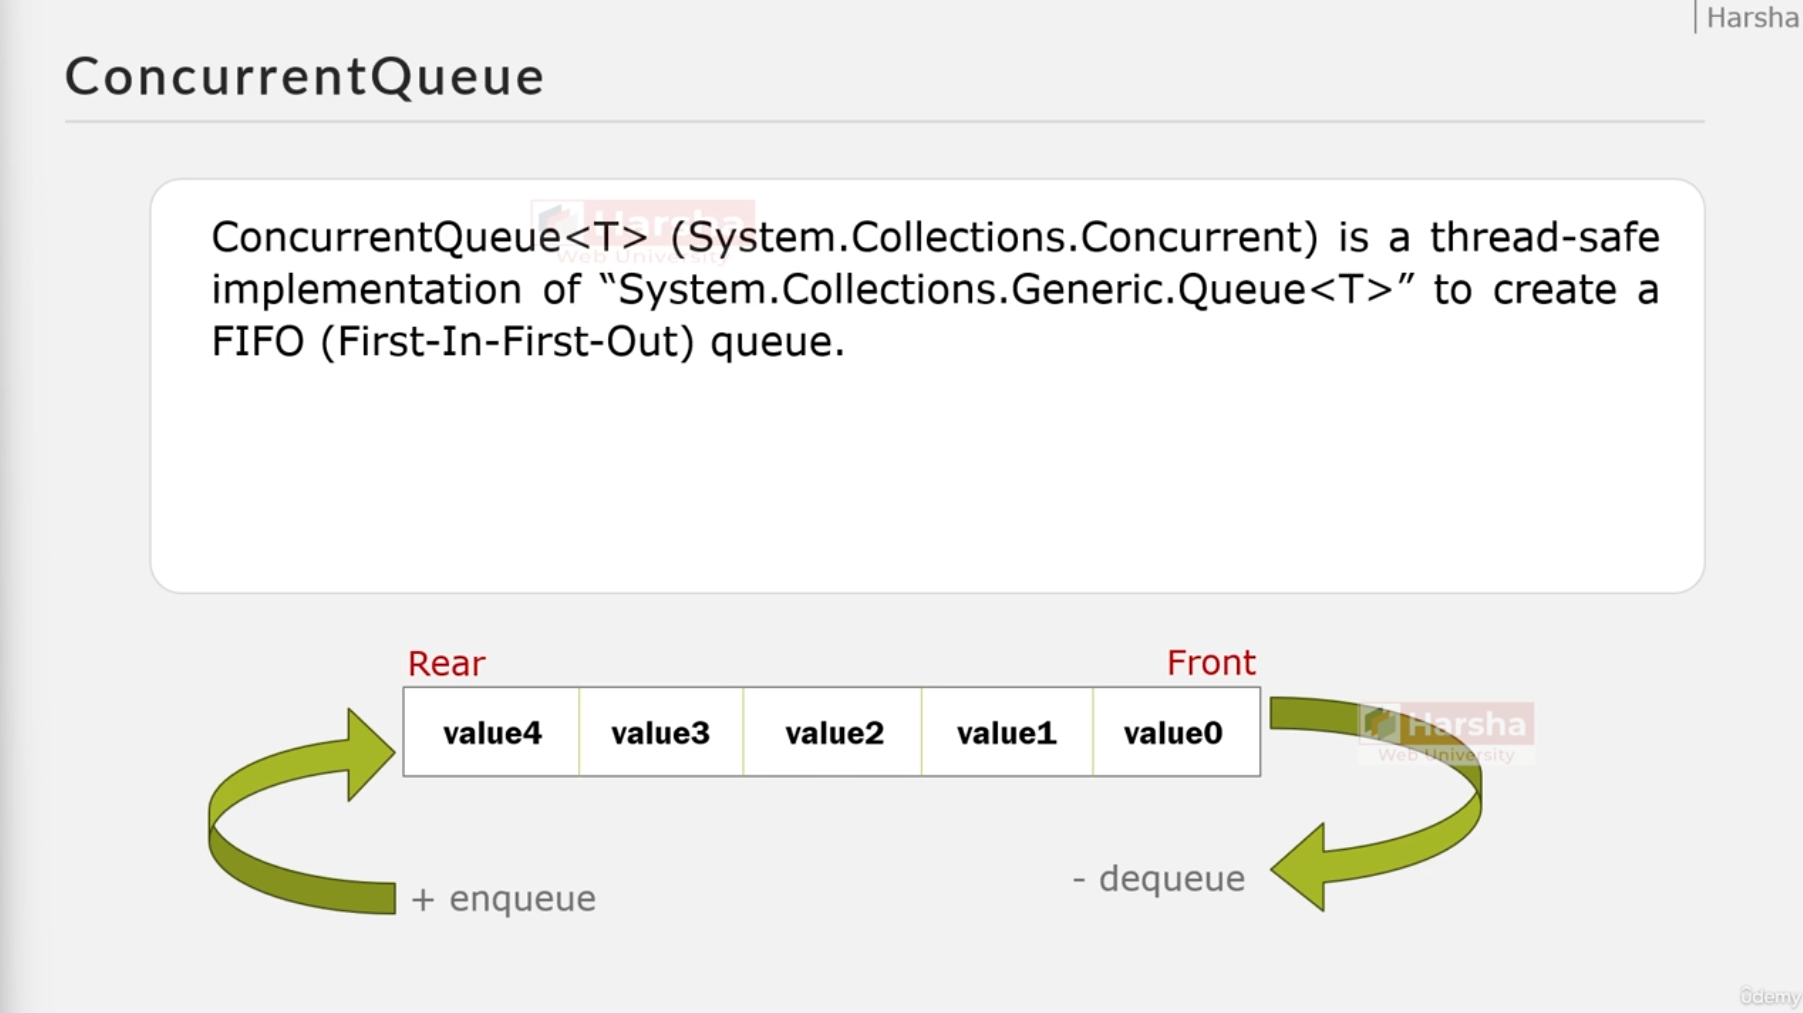 Harsha
ConcurrentQueue
Harsha
Web University
ConcurrentQueue<T> (System.Collections.Concurrent) is a thread-safe
implementation of “System.Collections.Generic.Queue<T>” to create a
FIFO (First-In-First-Out) queue.
Rear Front
value4 value3 value2 value1 value0
Harsha
Web University
+ enqueue - dequeue
ûdemy